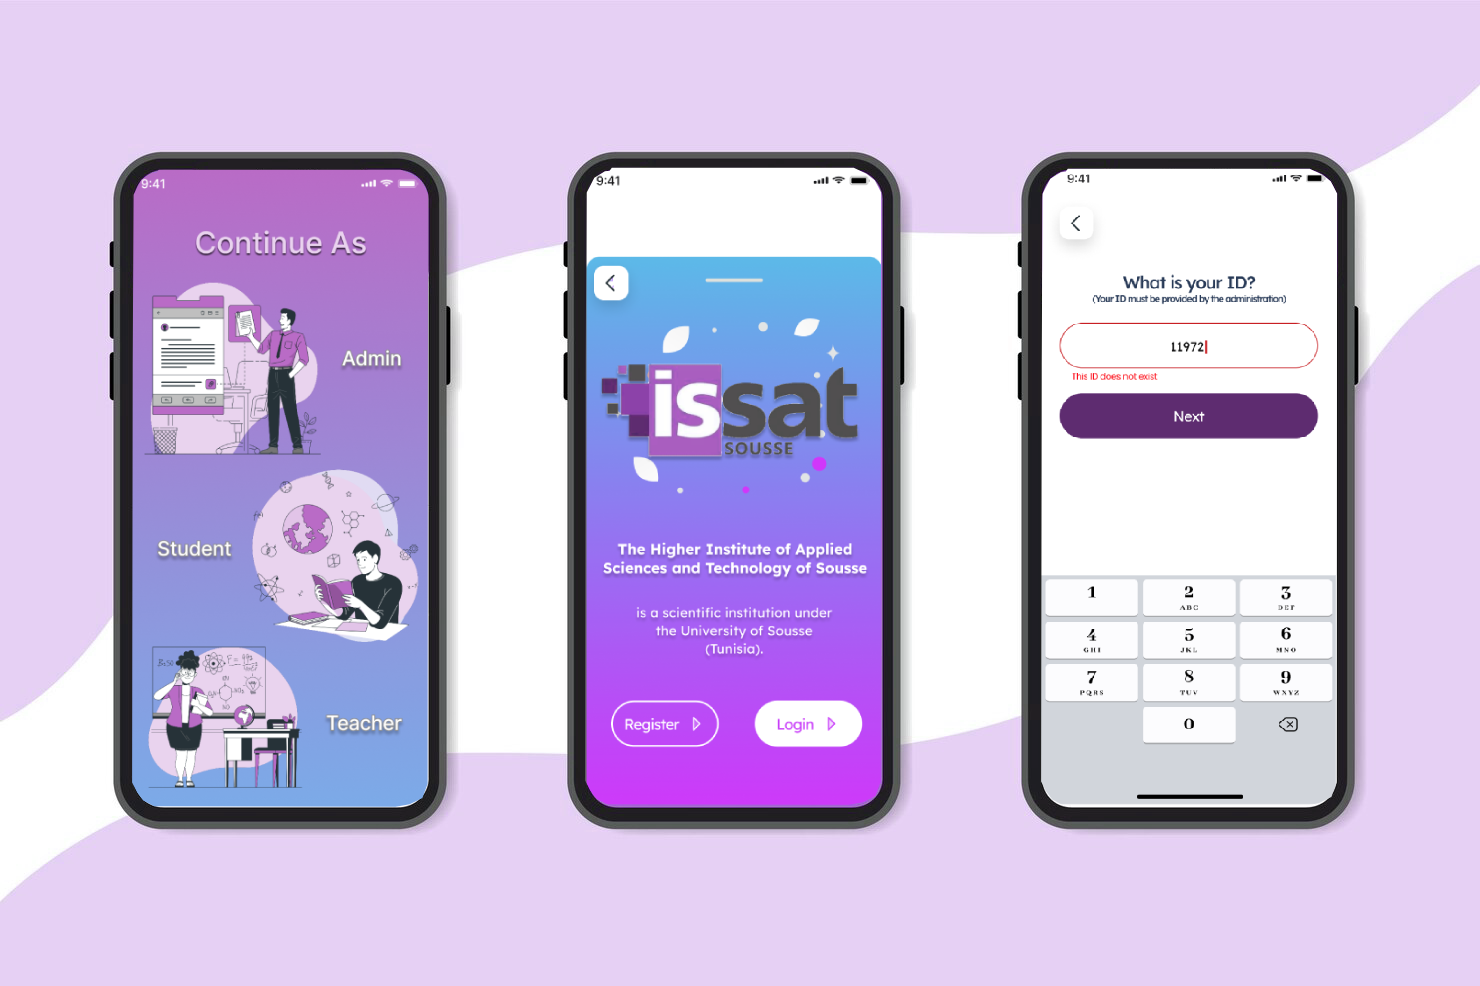 9:41
Continue As
Admin
Student
Teacher
9:41
issat
SOUSSE
The Higher Institute of Applied
Sciences and Technology of Sousse
is a scientific institution under
the University of Sousse
(Tunisia).
Register
Login
9:41
What is your ID?
(Your ID must be provided by the administration)
11972
This ID does not exist
Next
1 2 3
ABC DEF
4 5 6
GHI JKL MNO
7 8 9
PQRS TUV WXYZ
0